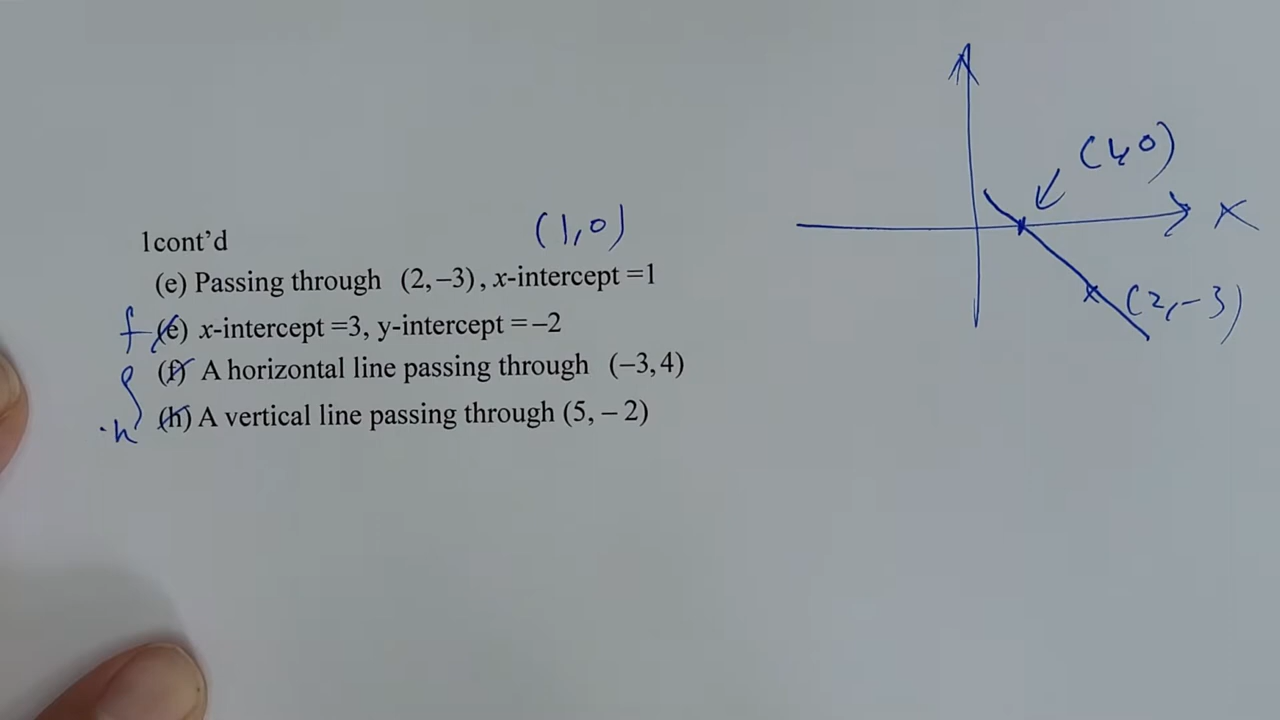 (1,0)
1cont'd
(e) Passing through (2,−3), x-intercept =1
f (e) x-intercept =3, y-intercept =−2
g (f) A horizontal line passing through (−3,4)
h (h) A vertical line passing through (5, −2)
(1,0)
X
(2,-3)